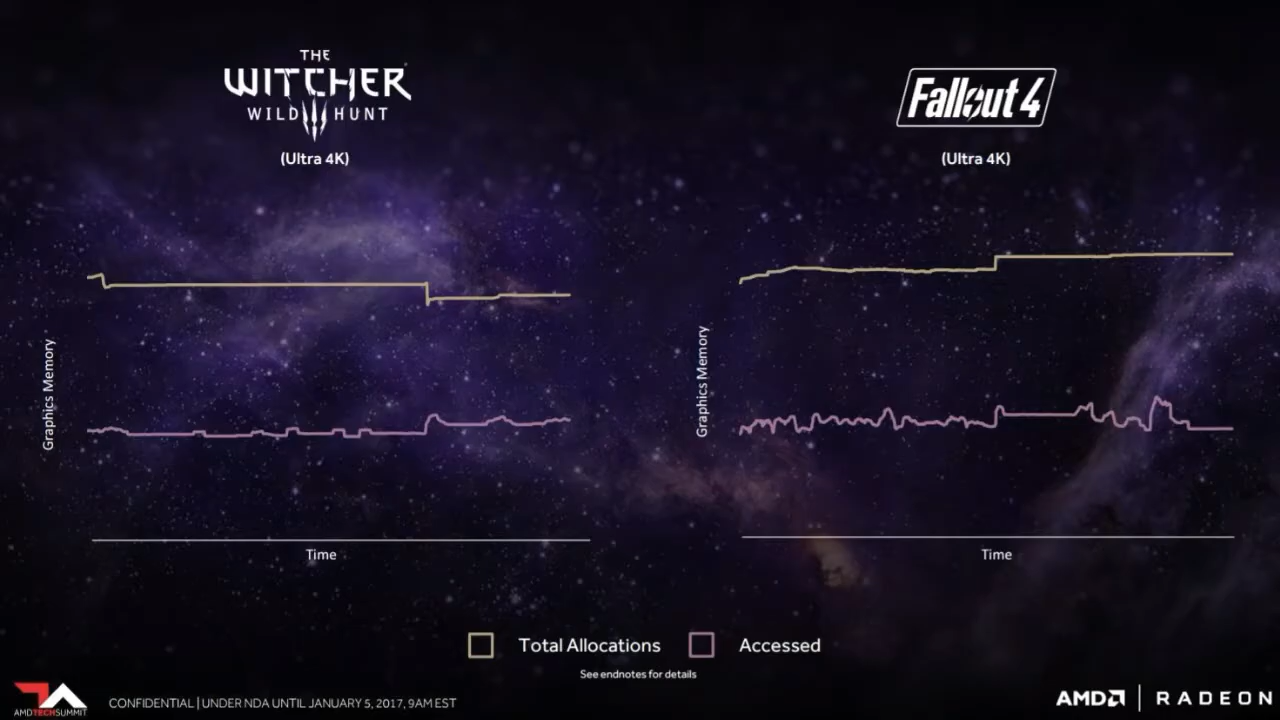 THE
WITCHER
WILD HUNT
(Ultra 4K)
Graphics Memory
Time
Fallout 4
(Ultra 4K)
Graphics Memory
Time
Total Allocations
Accessed
See endnotes for details
AMDTECHSUMMIT
CONFIDENTIAL | UNDER NDA UNTIL JANUARY 5, 2017, 9AM EST
AMD | RADEON